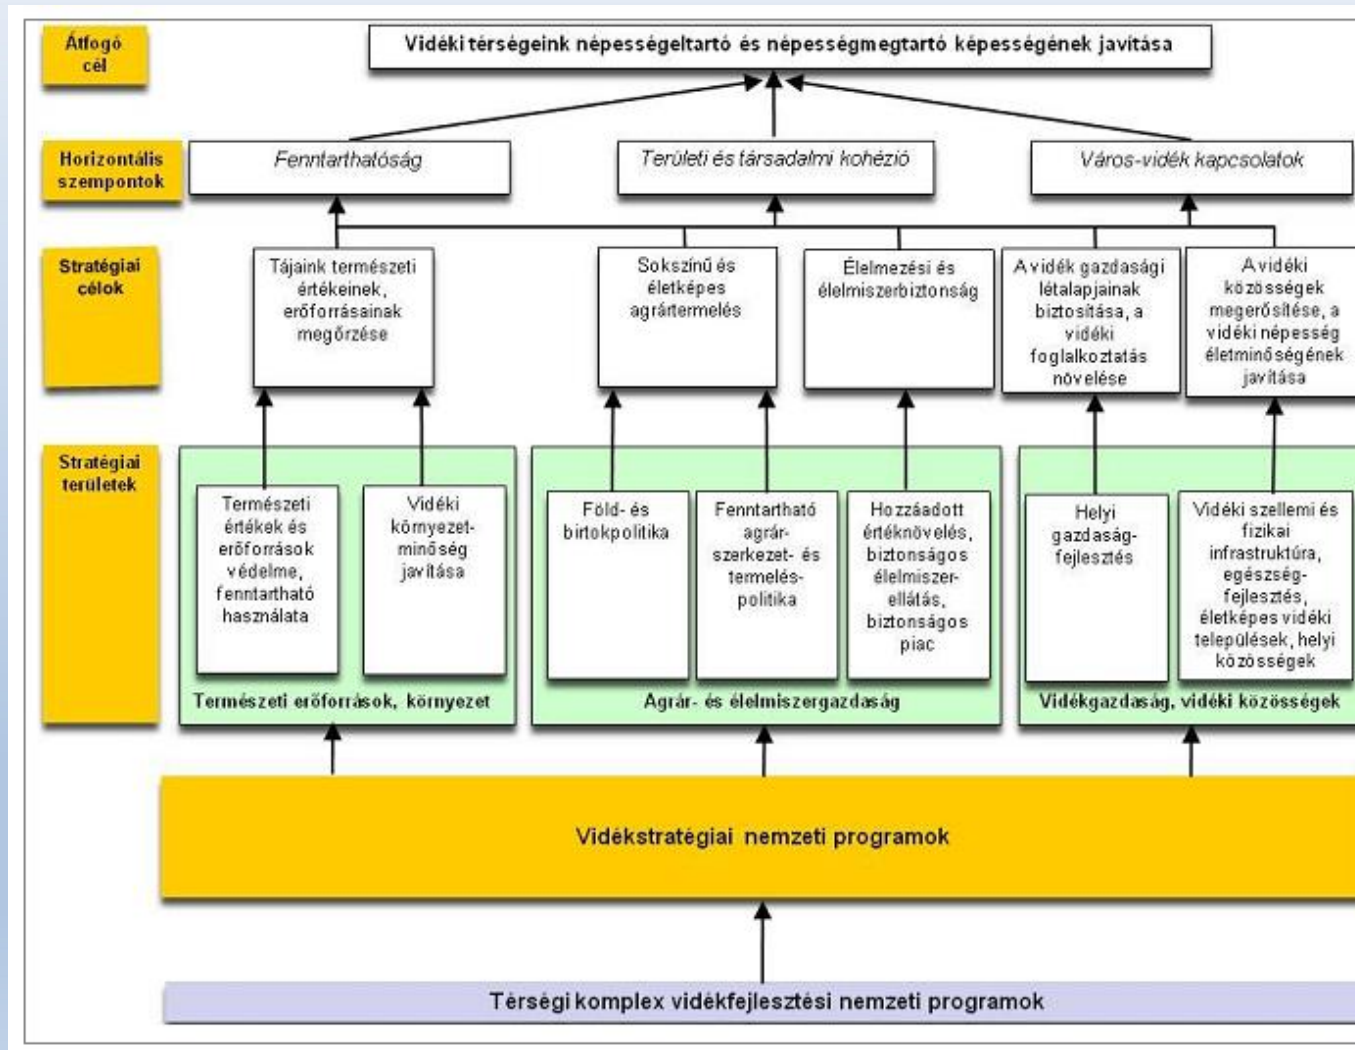 Átfogó
cél
Vidéki térségeink népességeltartó és népességmegtartó képességének javítása
Horizontális
szempontok
Fenntarthatóság
Területi és társadalmi kohézió
Város-vidék kapcsolatok
Stratégiai
célok
Tájaink természeti
értékeinek,
erőforrásainak
megőrzése
Sokszínű és
életképes
agrártermelés
Élelmezési és
élelmiszerbiztonság
A vidék gazdasági
létalapjainak
biztosítása, a
vidéki
foglalkoztatás
növelése
A vidéki
közösségek
megerősítése, a
vidéki népesség
életminőségének
javítása
Stratégiai
területek
Természeti
értékek és
erőforrások
védelme,
fenntartható
használata
Vidéki
környezet-
minőség
javítása
Természeti erőforrások, környezet
Föld- és
birtokpolitika
Fenntartható
agrár-
szerkezet- és
termelés-
politika
Hozzáadott
értéknövelés,
biztonságos
élelmiszer-
ellátás,
biztonságos
piac
Agrár- és élelmiszergazdaság
Helyi
gazdaság-
fejlesztés
Vidéki szellemi és
fizikai
infrastruktúra,
egészség-
fejlesztés,
életképes vidéki
települések, helyi
közösségek
Vidékgazdaság, vidéki közösségek
Vidékstratégiai nemzeti programok
Térségi komplex vidékfejlesztési nemzeti programok